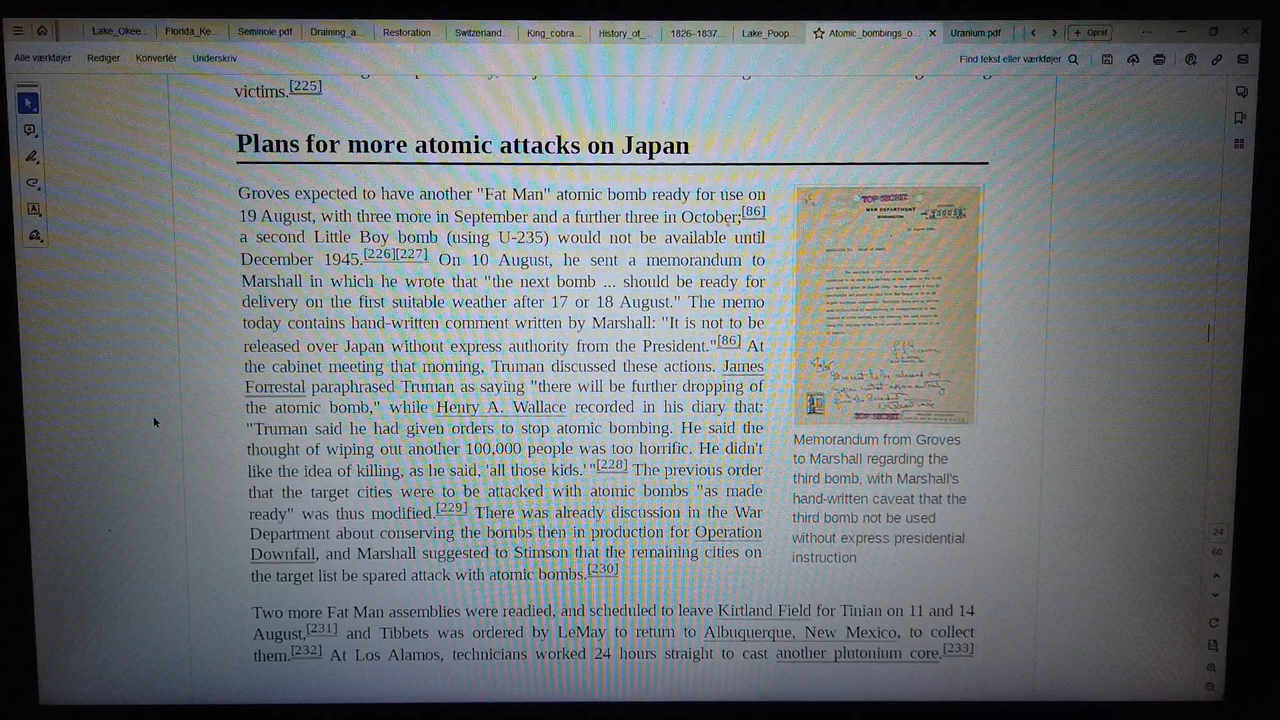 Lake_Okee...
Florida_Ke...
Seminole.pdf
Draining_a...
Restoration...
Switzerland...
King_cobra...
History_of_...
1826–1837...
Lake_Poop...
Atomic_bombings_o...
Uranium.pdf
+ Opret
Alle værktøjer
Rediger
Konvertér
Underskriv
Find tekst eller værktøjer
victims.[225]
Plans for more atomic attacks on Japan
Groves expected to have another "Fat Man" atomic bomb ready for use on
19 August, with three more in September and a further three in October;[86]
a second Little Boy bomb (using U-235) would not be available until
December 1945.[226][227] On 10 August, he sent a memorandum to
Marshall in which he wrote that "the next bomb ... should be ready for
delivery on the first suitable weather after 17 or 18 August." The memo
today contains hand-written comment written by Marshall: "It is not to be
released over Japan without express authority from the President."[86] At
the cabinet meeting that morning, Truman discussed these actions. James
Forrestal paraphrased Truman as saying "there will be further dropping of
the atomic bomb," while Henry A. Wallace recorded in his diary that:
"Truman said he had given orders to stop atomic bombing. He said the
thought of wiping out another 100,000 people was too horrific. He didn't
like the idea of killing, as he said, 'all those kids.' "[228] The previous order
that the target cities were to be attacked with atomic bombs "as made
ready" was thus modified.[229] There was already discussion in the War
Department about conserving the bombs then in production for Operation
Downfall, and Marshall suggested to Stimson that the remaining cities on
the target list be spared attack with atomic bombs.[230]
TOP SECRET
WAR DEPARTMENT
WASHINGTON
TOP SECRET
Memorandum from Groves
to Marshall regarding the
third bomb, with Marshall's
hand-written caveat that the
third bomb not be used
without express presidential
instruction
Two more Fat Man assemblies were readied, and scheduled to leave Kirtland Field for Tinian on 11 and 14
August,[231] and Tibbets was ordered by LeMay to return to Albuquerque, New Mexico, to collect
them.[232] At Los Alamos, technicians worked 24 hours straight to cast another plutonium core.[233]
24
60